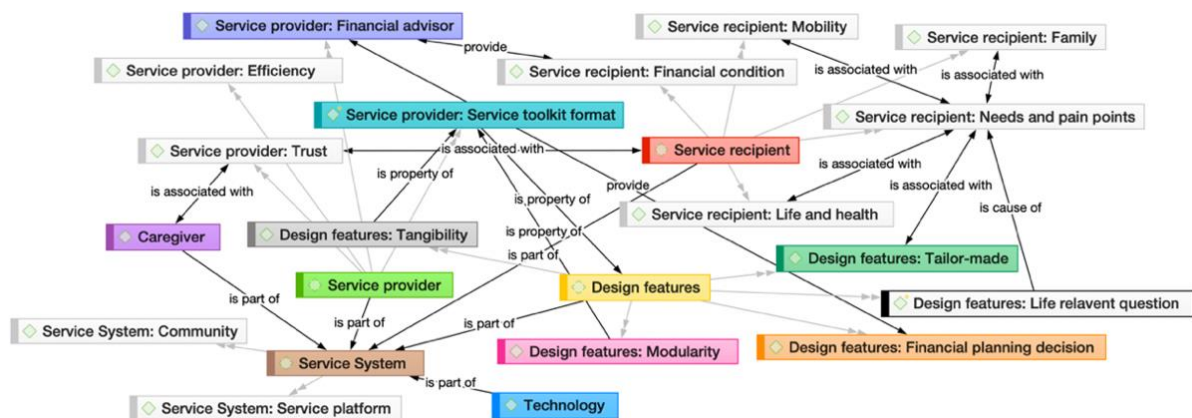 Service provider: Financial advisor
Service recipient: Mobility
Service recipient: Family
provide
Service provider: Efficiency
Service recipient: Financial condition
is associated with
is associated with
Service provider: Service toolkit format
Service recipient: Needs and pain points
Service provider: Trust
is associated with
Service recipient
is associated with
is associated with
is property of
provide
is associated with
is property of
is cause of
Caregiver
Design features: Tangibility
is property of
Service recipient: Life and health
is part of
Design features: Tailor-made
Service provider
Design features
Design features: Life relavent question
is part of
is part of
is part of
Service System: Community
Service System
Design features: Modularity
Design features: Financial planning decision
is part of
Service System: Service platform
Technology